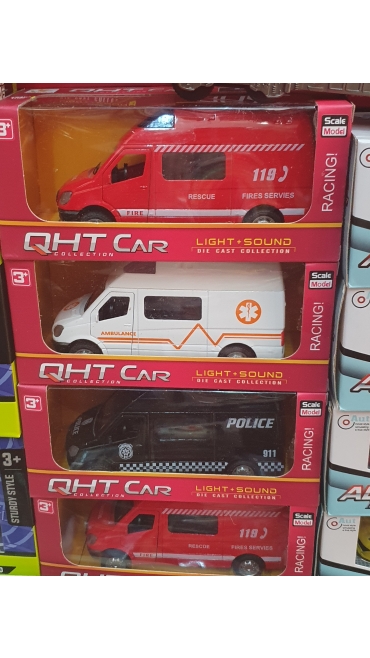 3+
Scale
Model
119
RESCUE
FIRES SERVIES
FIRE
RACING!
QHT CAR
COLLECTION
LIGHT+SOUND
DIE CAST COLLECTION
3+
Scale
Model
AMBULANCE
RACING!
QHT CAR
COLLECTION
LIGHT+SOUND
DIE CAST COLLECTION
3+
Scale
Model
POLICE
911
RACING!
QHT CAR
COLLECTION
LIGHT+SOUND
DIE CAST COLLECTION
3+
STURDY STYLE
3+
Scale
Model
119
RESCUE
FIRES SERVIES
FIRE
RACING!